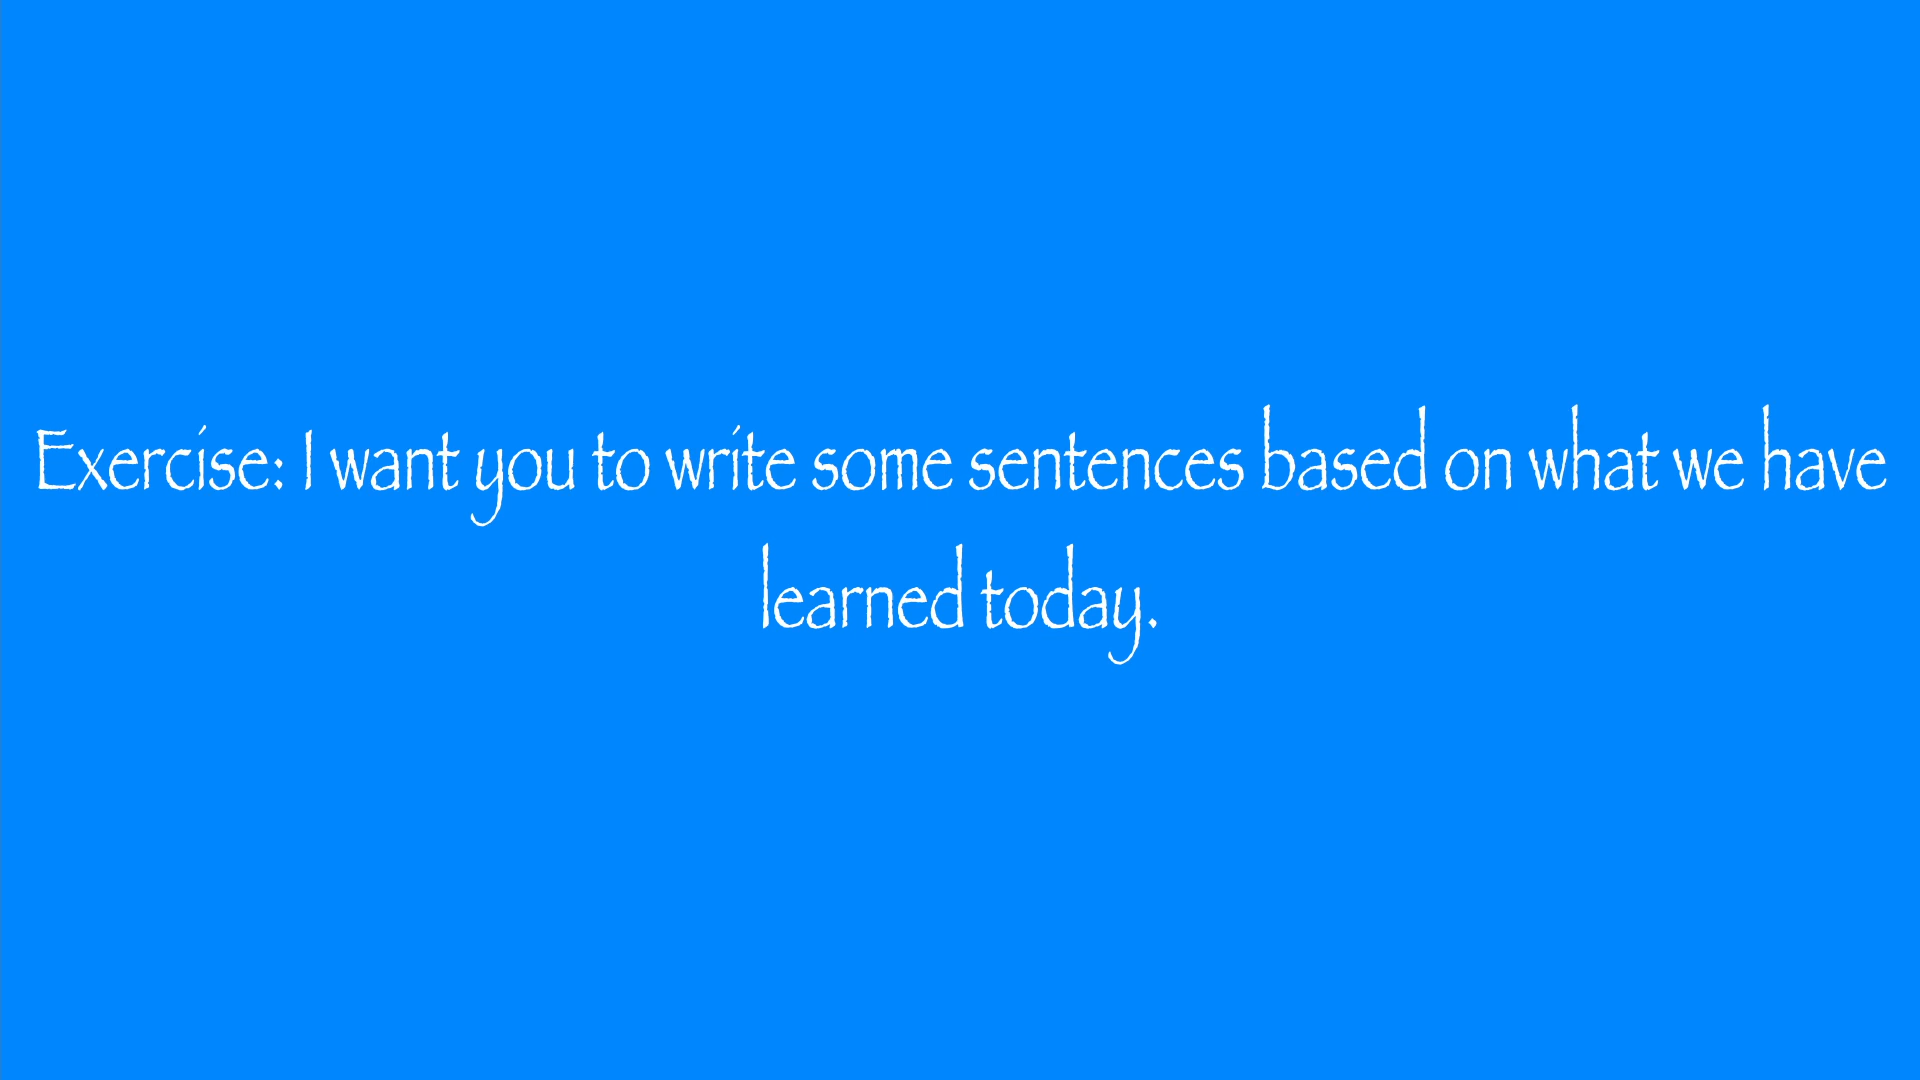 Exercise: I want you to write some sentences based on what we have
learned today.